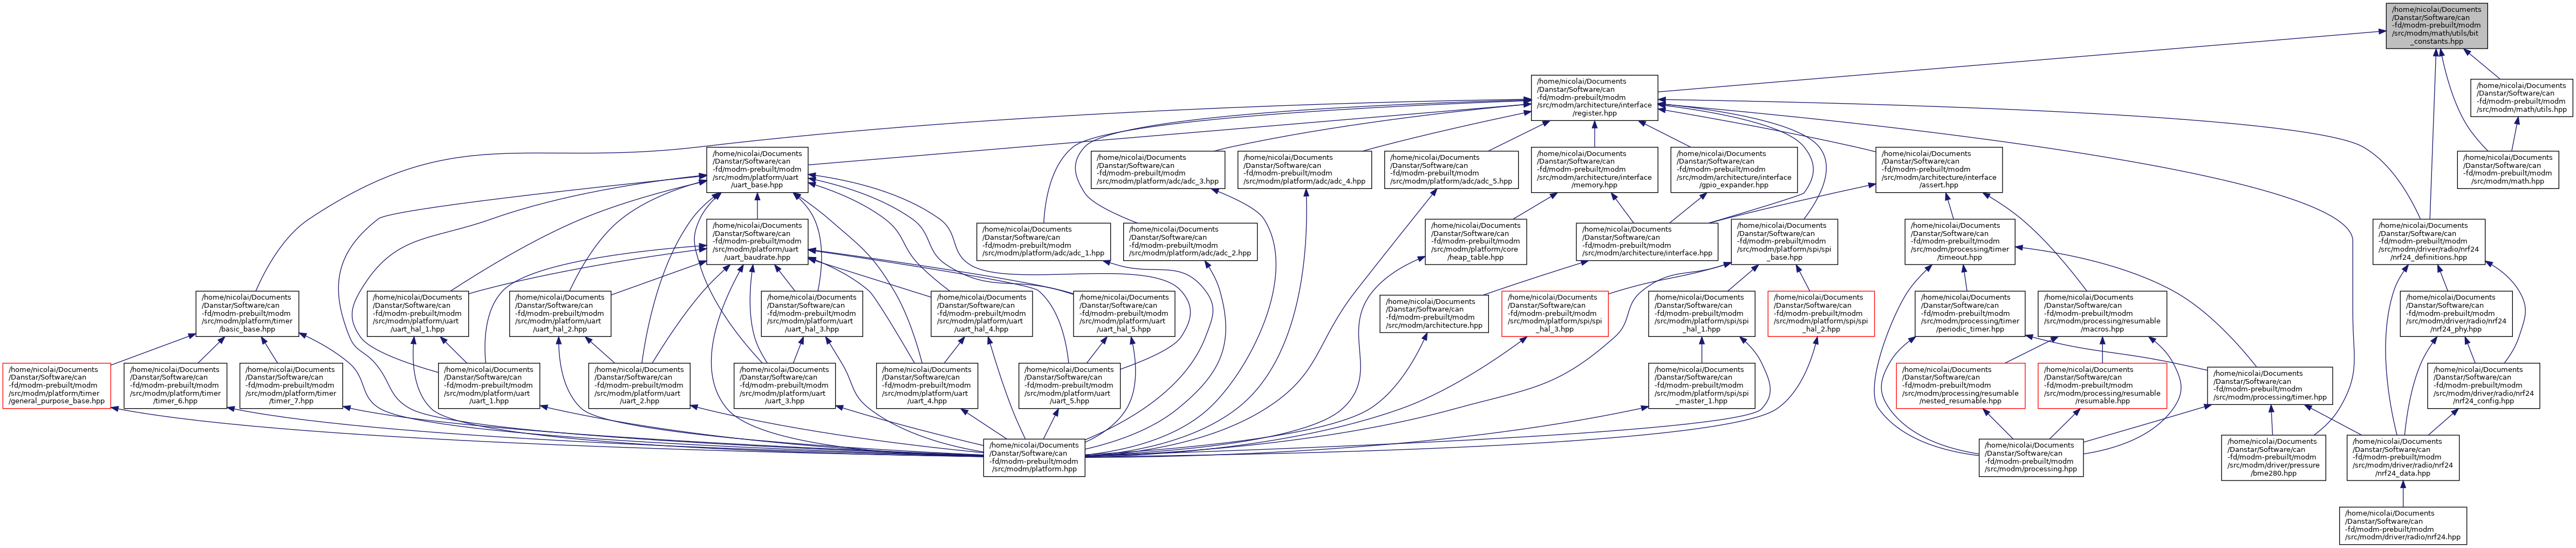 /home/nicolai/Documents
/Danstar/Software/can
-fd/modm-prebuilt/modm
/src/modm/math/utils/bit
_constants.hpp
/home/nicolai/Documents
/Danstar/Software/can
-fd/modm-prebuilt/modm
/src/modm/architecture/interface
/register.hpp
/home/nicolai/Documents
/Danstar/Software/can
-fd/modm-prebuilt/modm
/src/modm/math/utils.hpp
/home/nicolai/Documents
/Danstar/Software/can
-fd/modm-prebuilt/modm
/src/modm/platform/uart
/uart_base.hpp
/home/nicolai/Documents
/Danstar/Software/can
-fd/modm-prebuilt/modm
/src/modm/platform/adc/adc_3.hpp
/home/nicolai/Documents
/Danstar/Software/can
-fd/modm-prebuilt/modm
/src/modm/platform/adc/adc_4.hpp
/home/nicolai/Documents
/Danstar/Software/can
-fd/modm-prebuilt/modm
/src/modm/platform/adc/adc_5.hpp
/home/nicolai/Documents
/Danstar/Software/can
-fd/modm-prebuilt/modm
/src/modm/architecture/interface
/memory.hpp
/home/nicolai/Documents
/Danstar/Software/can
-fd/modm-prebuilt/modm
/src/modm/architecture/interface
/gpio_expander.hpp
/home/nicolai/Documents
/Danstar/Software/can
-fd/modm-prebuilt/modm
/src/modm/architecture/interface
/assert.hpp
/home/nicolai/Documents
/Danstar/Software/can
-fd/modm-prebuilt/modm
/src/modm/math.hpp
/home/nicolai/Documents
/Danstar/Software/can
-fd/modm-prebuilt/modm
/src/modm/platform/uart
/uart_baudrate.hpp
/home/nicolai/Documents
/Danstar/Software/can
-fd/modm-prebuilt/modm
/src/modm/platform/adc/adc_1.hpp
/home/nicolai/Documents
/Danstar/Software/can
-fd/modm-prebuilt/modm
/src/modm/platform/adc/adc_2.hpp
/home/nicolai/Documents
/Danstar/Software/can
-fd/modm-prebuilt/modm
/src/modm/platform/core
/heap_table.hpp
/home/nicolai/Documents
/Danstar/Software/can
-fd/modm-prebuilt/modm
/src/modm/architecture/interface.hpp
/home/nicolai/Documents
/Danstar/Software/can
-fd/modm-prebuilt/modm
/src/modm/platform/spi/spi
_base.hpp
/home/nicolai/Documents
/Danstar/Software/can
-fd/modm-prebuilt/modm
/src/modm/processing/timer
/timeout.hpp
/home/nicolai/Documents
/Danstar/Software/can
-fd/modm-prebuilt/modm
/src/modm/driver/radio/nrf24
/nrf24_definitions.hpp
/home/nicolai/Documents
/Danstar/Software/can
-fd/modm-prebuilt/modm
/src/modm/platform/timer
/basic_base.hpp
/home/nicolai/Documents
/Danstar/Software/can
-fd/modm-prebuilt/modm
/src/modm/platform/uart
/uart_hal_1.hpp
/home/nicolai/Documents
/Danstar/Software/can
-fd/modm-prebuilt/modm
/src/modm/platform/uart
/uart_hal_2.hpp
/home/nicolai/Documents
/Danstar/Software/can
-fd/modm-prebuilt/modm
/src/modm/platform/uart
/uart_hal_3.hpp
/home/nicolai/Documents
/Danstar/Software/can
-fd/modm-prebuilt/modm
/src/modm/platform/uart
/uart_hal_4.hpp
/home/nicolai/Documents
/Danstar/Software/can
-fd/modm-prebuilt/modm
/src/modm/platform/uart
/uart_hal_5.hpp
/home/nicolai/Documents
/Danstar/Software/can
-fd/modm-prebuilt/modm
/src/modm/architecture.hpp
/home/nicolai/Documents
/Danstar/Software/can
-fd/modm-prebuilt/modm
/src/modm/platform/spi/spi
_hal_3.hpp
/home/nicolai/Documents
/Danstar/Software/can
-fd/modm-prebuilt/modm
/src/modm/platform/spi/spi
_hal_1.hpp
/home/nicolai/Documents
/Danstar/Software/can
-fd/modm-prebuilt/modm
/src/modm/platform/spi/spi
_hal_2.hpp
/home/nicolai/Documents
/Danstar/Software/can
-fd/modm-prebuilt/modm
/src/modm/processing/timer
/periodic_timer.hpp
/home/nicolai/Documents
/Danstar/Software/can
-fd/modm-prebuilt/modm
/src/modm/processing/resumable
/macros.hpp
/home/nicolai/Documents
/Danstar/Software/can
-fd/modm-prebuilt/modm
/src/modm/driver/radio/nrf24
/nrf24_phy.hpp
/home/nicolai/Documents
/Danstar/Software/can
-fd/modm-prebuilt/modm
/src/modm/platform/timer
/general_purpose_base.hpp
/home/nicolai/Documents
/Danstar/Software/can
-fd/modm-prebuilt/modm
/src/modm/platform/timer
/timer_6.hpp
/home/nicolai/Documents
/Danstar/Software/can
-fd/modm-prebuilt/modm
/src/modm/platform/timer
/timer_7.hpp
/home/nicolai/Documents
/Danstar/Software/can
-fd/modm-prebuilt/modm
/src/modm/platform/uart
/uart_1.hpp
/home/nicolai/Documents
/Danstar/Software/can
-fd/modm-prebuilt/modm
/src/modm/platform/uart
/uart_2.hpp
/home/nicolai/Documents
/Danstar/Software/can
-fd/modm-prebuilt/modm
/src/modm/platform/uart
/uart_3.hpp
/home/nicolai/Documents
/Danstar/Software/can
-fd/modm-prebuilt/modm
/src/modm/platform/uart
/uart_4.hpp
/home/nicolai/Documents
/Danstar/Software/can
-fd/modm-prebuilt/modm
/src/modm/platform/uart
/uart_5.hpp
/home/nicolai/Documents
/Danstar/Software/can
-fd/modm-prebuilt/modm
/src/modm/platform/spi/spi
_master_1.hpp
/home/nicolai/Documents
/Danstar/Software/can
-fd/modm-prebuilt/modm
/src/modm/processing/resumable
/nested_resumable.hpp
/home/nicolai/Documents
/Danstar/Software/can
-fd/modm-prebuilt/modm
/src/modm/processing/resumable
/resumable.hpp
/home/nicolai/Documents
/Danstar/Software/can
-fd/modm-prebuilt/modm
/src/modm/processing/timer.hpp
/home/nicolai/Documents
/Danstar/Software/can
-fd/modm-prebuilt/modm
/src/modm/driver/radio/nrf24
/nrf24_config.hpp
/home/nicolai/Documents
/Danstar/Software/can
-fd/modm-prebuilt/modm
/src/modm/platform.hpp
/home/nicolai/Documents
/Danstar/Software/can
-fd/modm-prebuilt/modm
/src/modm/processing.hpp
/home/nicolai/Documents
/Danstar/Software/can
-fd/modm-prebuilt/modm
/src/modm/driver/pressure
/bme280.hpp
/home/nicolai/Documents
/Danstar/Software/can
-fd/modm-prebuilt/modm
/src/modm/driver/radio/nrf24
/nrf24_data.hpp
/home/nicolai/Documents
/Danstar/Software/can
-fd/modm-prebuilt/modm
/src/modm/driver/radio/nrf24.hpp